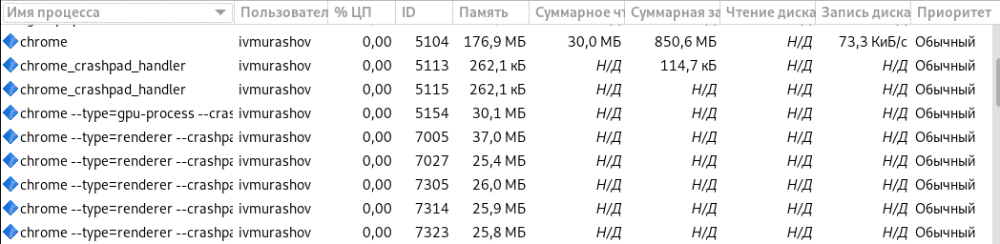 Имя процесса Пользовател % ЦП ID Память Суммарное чт Суммарная за Чтение диска Запись диска Приоритет
chrome ivmurashov 0,00 5104 176,9 МБ 30,0 МБ 850,6 МБ Н/Д 73,3 КиБ/с Обычный
chrome_crashpad_handler ivmurashov 0,00 5113 262,1 кБ Н/Д 114,7 кБ Н/Д Н/Д Обычный
chrome_crashpad_handler ivmurashov 0,00 5115 262,1 кБ Н/Д Н/Д Н/Д Н/Д Обычный
chrome --type=gpu-process --cras ivmurashov 0,00 5154 30,1 МБ Н/Д Н/Д Н/Д Н/Д Обычный
chrome --type=renderer --crashpa ivmurashov 0,00 7005 37,0 МБ Н/Д Н/Д Н/Д Н/Д Обычный
chrome --type=renderer --crashpa ivmurashov 0,00 7027 25,4 МБ Н/Д Н/Д Н/Д Н/Д Обычный
chrome --type=renderer --crashpa ivmurashov 0,00 7305 26,0 МБ Н/Д Н/Д Н/Д Н/Д Обычный
chrome --type=renderer --crashpa ivmurashov 0,00 7314 25,9 МБ Н/Д Н/Д Н/Д Н/Д Обычный
chrome --type=renderer --crashpa ivmurashov 0,00 7323 25,8 МБ Н/Д Н/Д Н/Д Н/Д Обычный